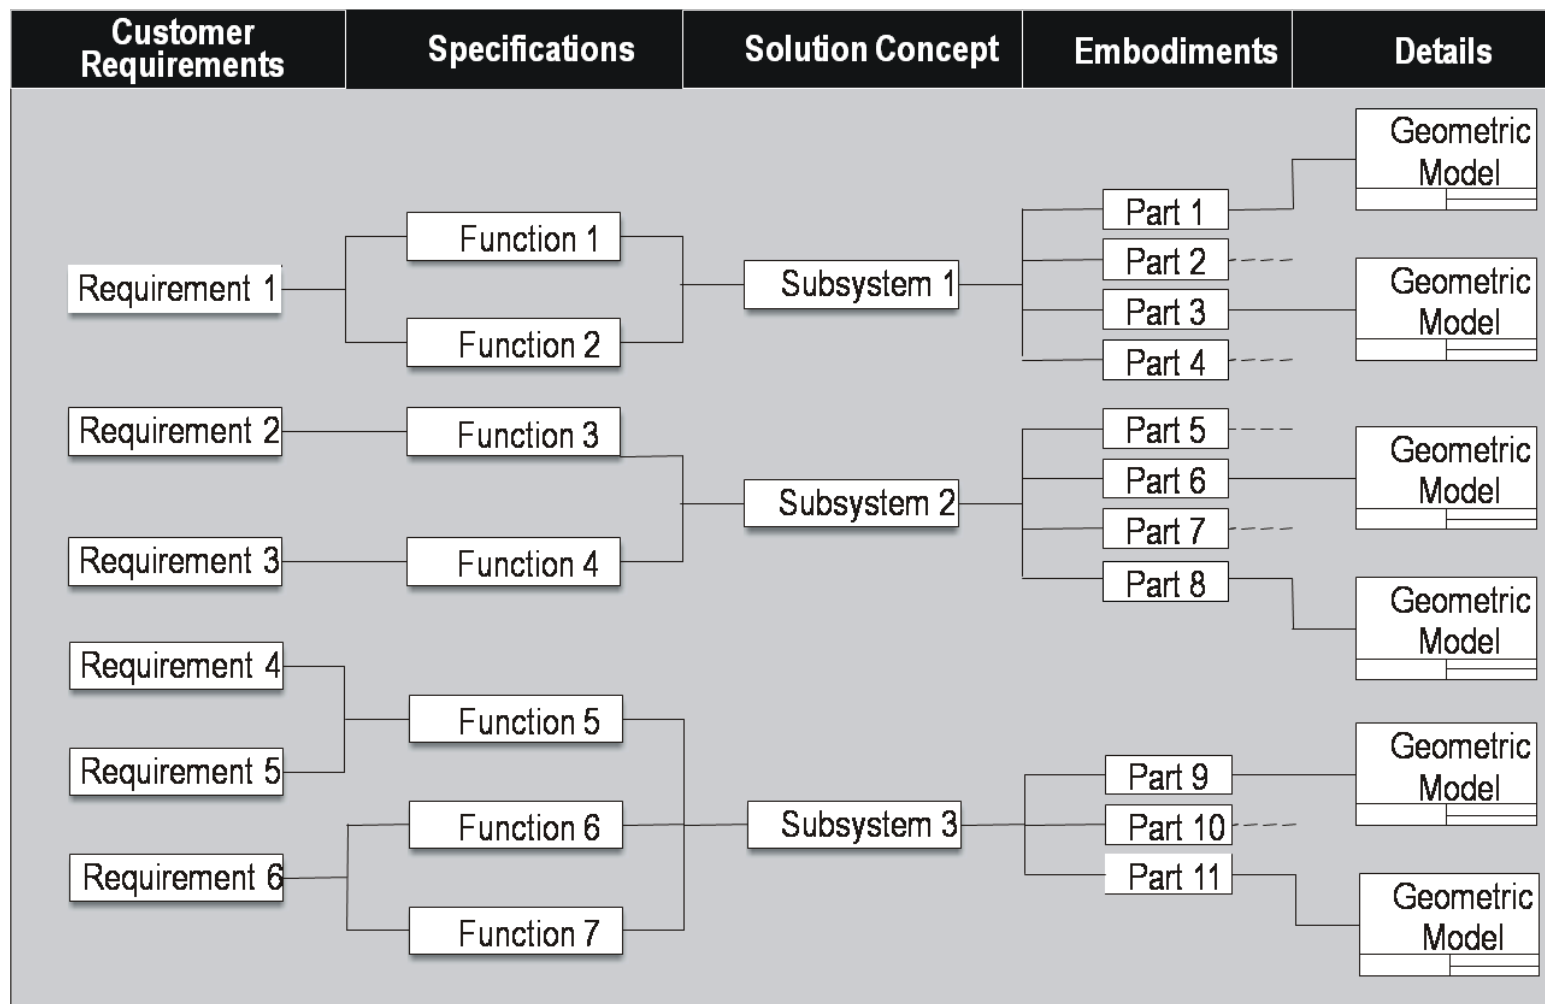 Customer
Requirements
Specifications
Solution Concept
Embodiments
Details
Requirement 1
Requirement 2
Requirement 3
Requirement 4
Requirement 5
Requirement 6
Function 1
Function 2
Function 3
Function 4
Function 5
Function 6
Function 7
Subsystem 1
Subsystem 2
Subsystem 3
Part 1
Part 2
Part 3
Part 4
Part 5
Part 6
Part 7
Part 8
Part 9
Part 10
Part 11
Geometric
Model
Geometric
Model
Geometric
Model
Geometric
Model
Geometric
Model
Geometric
Model